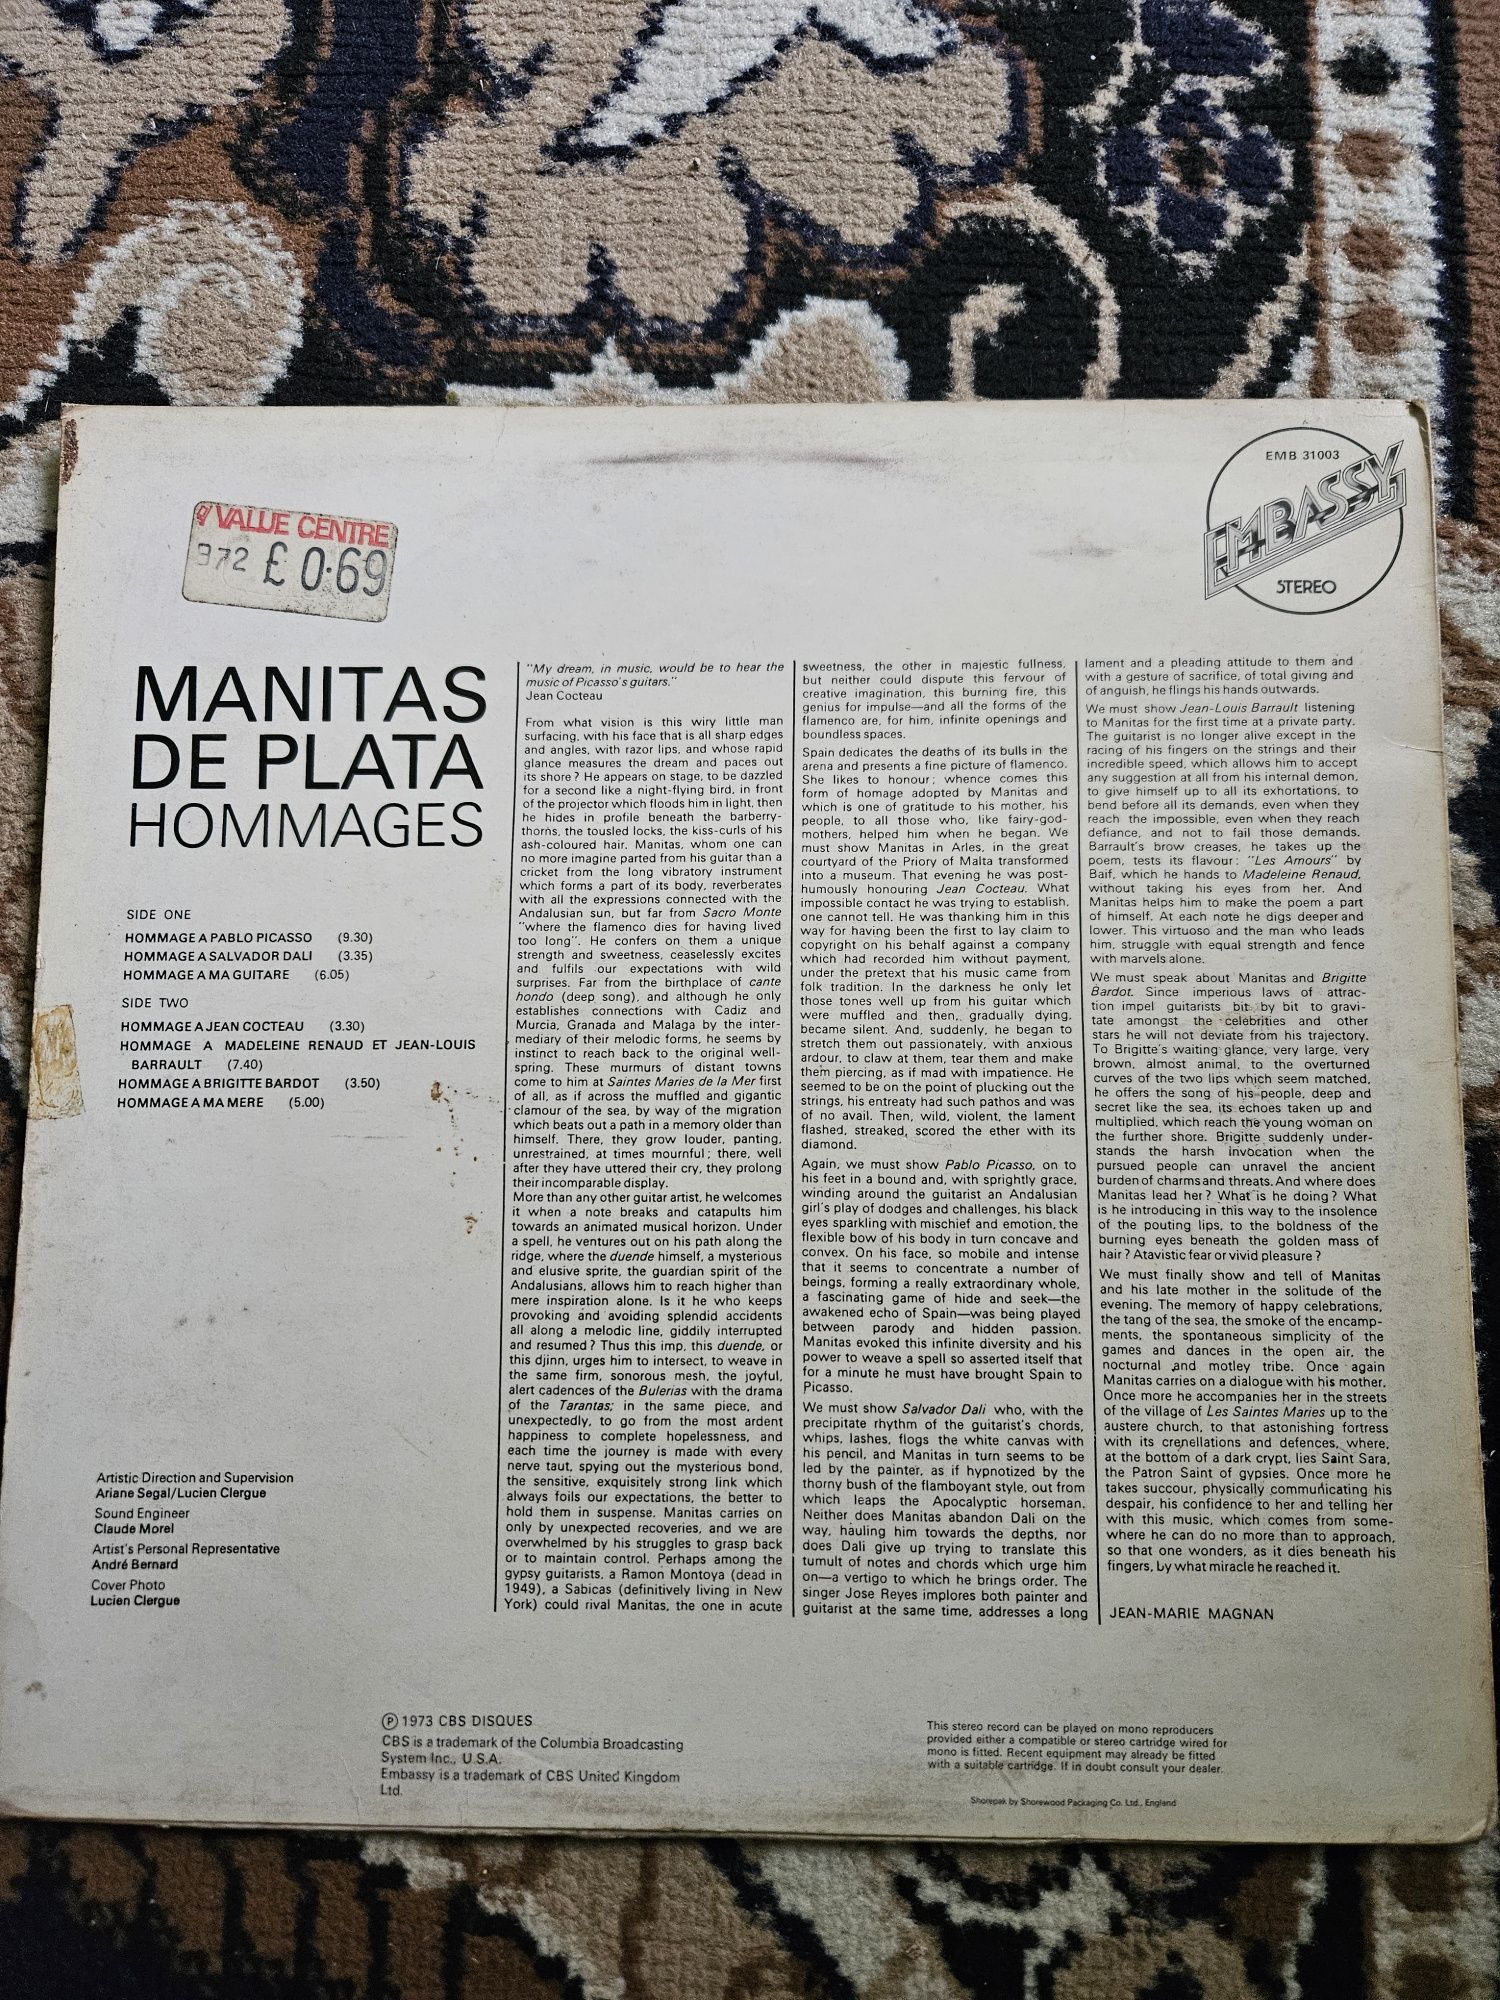 EMB 31003
EMBASSY
STEREO
VALUE CENTRE
972 £ 0·69
MANITAS
DE PLATA
HOMMAGES
SIDE ONE
HOMMAGE A PABLO PICASSO (9.30)
HOMMAGE A SALVADOR DALI (3.35)
HOMMAGE A MA GUITARE (6.05)
SIDE TWO
HOMMAGE A JEAN COCTEAU (3.30)
HOMMAGE A MADELEINE RENAUD ET JEAN-LOUIS
BARRAULT (7.40)
HOMMAGE A BRIGITTE BARDOT (3.50)
HOMMAGE A MA MERE (5.00)
Artistic Direction and Supervision
Ariane Segal/Lucien Clergue
Sound Engineer
Claude Morel
Artist's Personal Representative
André Bernard
Cover Photo
Lucien Clergue
"My dream, in music, would be to hear the
music of Picasso's guitars."
Jean Cocteau
From what vision is this wiry little man
surfacing, with his face that is all sharp edges
and angles, with razor lips, and whose rapid
glance measures the dream and paces out
its shore? He appears on stage, to be dazzled
for a second like a night-flying bird, in front
of the projector which floods him in light, then
he hides in profile beneath the barberry-
thorns, the tousled locks, the kiss-curls of his
ash-coloured hair. Manitas, whom one can
no more imagine parted from his guitar than a
cricket from the long vibratory instrument
which forms a part of its body, reverberates
with all the expressions connected with the
Andalusian sun, but far from Sacro Monte
"where the flamenco dies for having lived
too long". He confers on them a unique
strength and sweetness, ceaselessly excites
and fulfils our expectations with wild
surprises. Far from the birthplace of cante
hondo (deep song), and although he only
establishes connections with Cadiz and
Murcia, Granada and Malaga by the inter-
mediary of their melodic forms, he seems by
instinct to reach back to the original well-
spring. These murmurs of distant towns
come to him at Saintes Maries de la Mer first
of all, as if across the muffled and gigantic
clamour of the sea, by way of the migration
which beats out a path in a memory older than
himself. There, they grow louder, panting,
unrestrained, at times mournful; there, well
after they have uttered their cry, they prolong
their incomparable display.
More than any other guitar artist, he welcomes
it when a note breaks and catapults him
towards an animated musical horizon. Under
a spell, he ventures out on his path along the
ridge, where the duende himself, a mysterious
and elusive sprite, the guardian spirit of the
Andalusians, allows him to reach higher than
mere inspiration alone. Is it he who keeps
provoking and avoiding splendid accidents
all along a melodic line, giddily interrupted
and resumed? Thus this imp, this duende, or
this djinn, urges him to intersect, to weave in
the same firm, sonorous mesh, the joyful,
alert cadences of the Bulerias with the drama
of the Tarantas; in the same piece, and
unexpectedly, to go from the most ardent
happiness to complete hopelessness, and
each time the journey is made with every
nerve taut, spying out the mysterious bond,
the sensitive, exquisitely strong link which
always foils our expectations, the better to
hold them in suspense. Manitas carries on
only by unexpected recoveries, and we are
overwhelmed by his struggles to grasp back
or to maintain control. Perhaps among the
gypsy guitarists, a Ramon Montoya (dead in
1949), a Sabicas (definitively living in New
York) could rival Manitas, the one in acute
sweetness, the other in majestic fullness,
but neither could dispute this fervour of
creative imagination, this burning fire, this
genius for impulse—and all the forms of the
flamenco are, for him, infinite openings and
boundless spaces.
Spain dedicates the deaths of its bulls in the
arena and presents a fine picture of flamenco.
She likes to honour; whence comes this
form of homage adopted by Manitas and
which is one of gratitude to his mother, his
people, to all those who, like fairy-god-
mothers, helped him when he began. We
must show Manitas in Arles, in the great
courtyard of the Priory of Malta transformed
into a museum. That evening he was post-
humously honouring Jean Cocteau. What
impossible contact he was trying to establish,
one cannot tell. He was thanking him in this
way for having been the first to lay claim to
copyright on his behalf against a company
which had recorded him without payment,
under the pretext that his music came from
folk tradition. In the darkness he only let
those tones well up from his guitar which
were muffled and then, gradually dying,
became silent. And, suddenly, he began to
stretch them out passionately, with anxious
ardour, to claw at them, tear them and make
them piercing, as if mad with impatience. He
seemed to be on the point of plucking out the
strings, his entreaty had such pathos and was
of no avail. Then, wild, violent, the lament
flashed, streaked, scored the ether with its
diamond.
Again, we must show Pablo Picasso, on to
his feet in a bound and, with sprightly grace,
winding around the guitarist an Andalusian
girl's play of dodges and challenges, his black
eyes sparkling with mischief and emotion, the
flexible bow of his body in turn concave and
convex. On his face, so mobile and intense
that it seems to concentrate a number of
beings, forming a really extraordinary whole,
a fascinating game of hide and seek—the
awakened echo of Spain—was being played
between parody and hidden passion.
Manitas evoked this infinite diversity and his
power to weave a spell so asserted itself that
for a minute he must have brought Spain to
Picasso.
We must show Salvador Dali who, with the
precipitate rhythm of the guitarist's chords,
whips, lashes, flogs the white canvas with
his pencil, and Manitas in turn seems to be
led by the painter, as if hypnotized by the
thorny bush of the flamboyant style, out from
which leaps the Apocalyptic horseman.
Neither does Manitas abandon Dali on the
way, hauling him towards the depths, nor
does Dali give up trying to translate this
tumult of notes and chords which urge him
on—a vertigo to which he brings order. The
singer Jose Reyes implores both painter and
guitarist at the same time, addresses a long
lament and a pleading attitude to them and
with a gesture of sacrifice, of total giving and
of anguish, he flings his hands outwards.
We must show Jean-Louis Barrault listening
to Manitas for the first time at a private party.
The guitarist is no longer alive except in the
racing of his fingers on the strings and their
incredible speed, which allows him to accept
any suggestion at all from his internal demon,
to give himself up to all its exhortations, to
bend before all its demands, even when they
reach the impossible, even when they reach
defiance, and not to fail those demands.
Barrault's brow creases, he takes up the
poem, tests its flavour: "Les Amours" by
Baif, which he hands to Madeleine Renaud,
without taking his eyes from her. And
Manitas helps him to make the poem a part
of himself. At each note he digs deeper and
lower. This virtuoso and the man who leads
him, struggle with equal strength and fence
with marvels alone.
We must speak about Manitas and Brigitte
Bardot. Since imperious laws of attrac-
tion impel guitarists bit by bit to gravi-
tate amongst the celebrities and other
stars he will not deviate from his trajectory.
To Brigitte's waiting glance, very large, very
brown, almost animal, to the overturned
curves of the two lips which seem matched,
he offers the song of his people, deep and
secret like the sea, its echoes taken up and
multiplied, which reach the young woman on
the further shore. Brigitte suddenly under-
stands the harsh invocation when the
pursued people can unravel the ancient
burden of charms and threats. And where does
Manitas lead her? What is he doing? What
is he introducing in this way to the insolence
of the pouting lips, to the boldness of the
burning eyes beneath the golden mass of
hair? Atavistic fear or vivid pleasure?
We must finally show and tell of Manitas
and his late mother in the solitude of the
evening. The memory of happy celebrations,
the tang of the sea, the smoke of the encamp-
ments, the spontaneous simplicity of the
games and dances in the open air, the
nocturnal and motley tribe. Once again
Manitas carries on a dialogue with his mother.
Once more he accompanies her in the streets
of the village of Les Saintes Maries up to the
austere church, to that astonishing fortress
with its crenellations and defences, where,
at the bottom of a dark crypt, lies Saint Sara,
the Patron Saint of gypsies. Once more he
takes succour, physically communicating his
despair, his confidence to her and telling her
with this music, which comes from some-
where he can do no more than to approach,
so that one wonders, as it dies beneath his
fingers, by what miracle he reached it.
JEAN-MARIE MAGNAN
Ⓟ 1973 CBS DISQUES
CBS is a trademark of the Columbia Broadcasting
System Inc., U.S.A.
Embassy is a trademark of CBS United Kingdom
Ltd.
This stereo record can be played on mono reproducers
provided either a compatible or stereo cartridge wired for
mono is fitted. Recent equipment may already be fitted
with a suitable cartridge. If in doubt consult your dealer.
Shorepak by Shorewood Packaging Co. Ltd., England